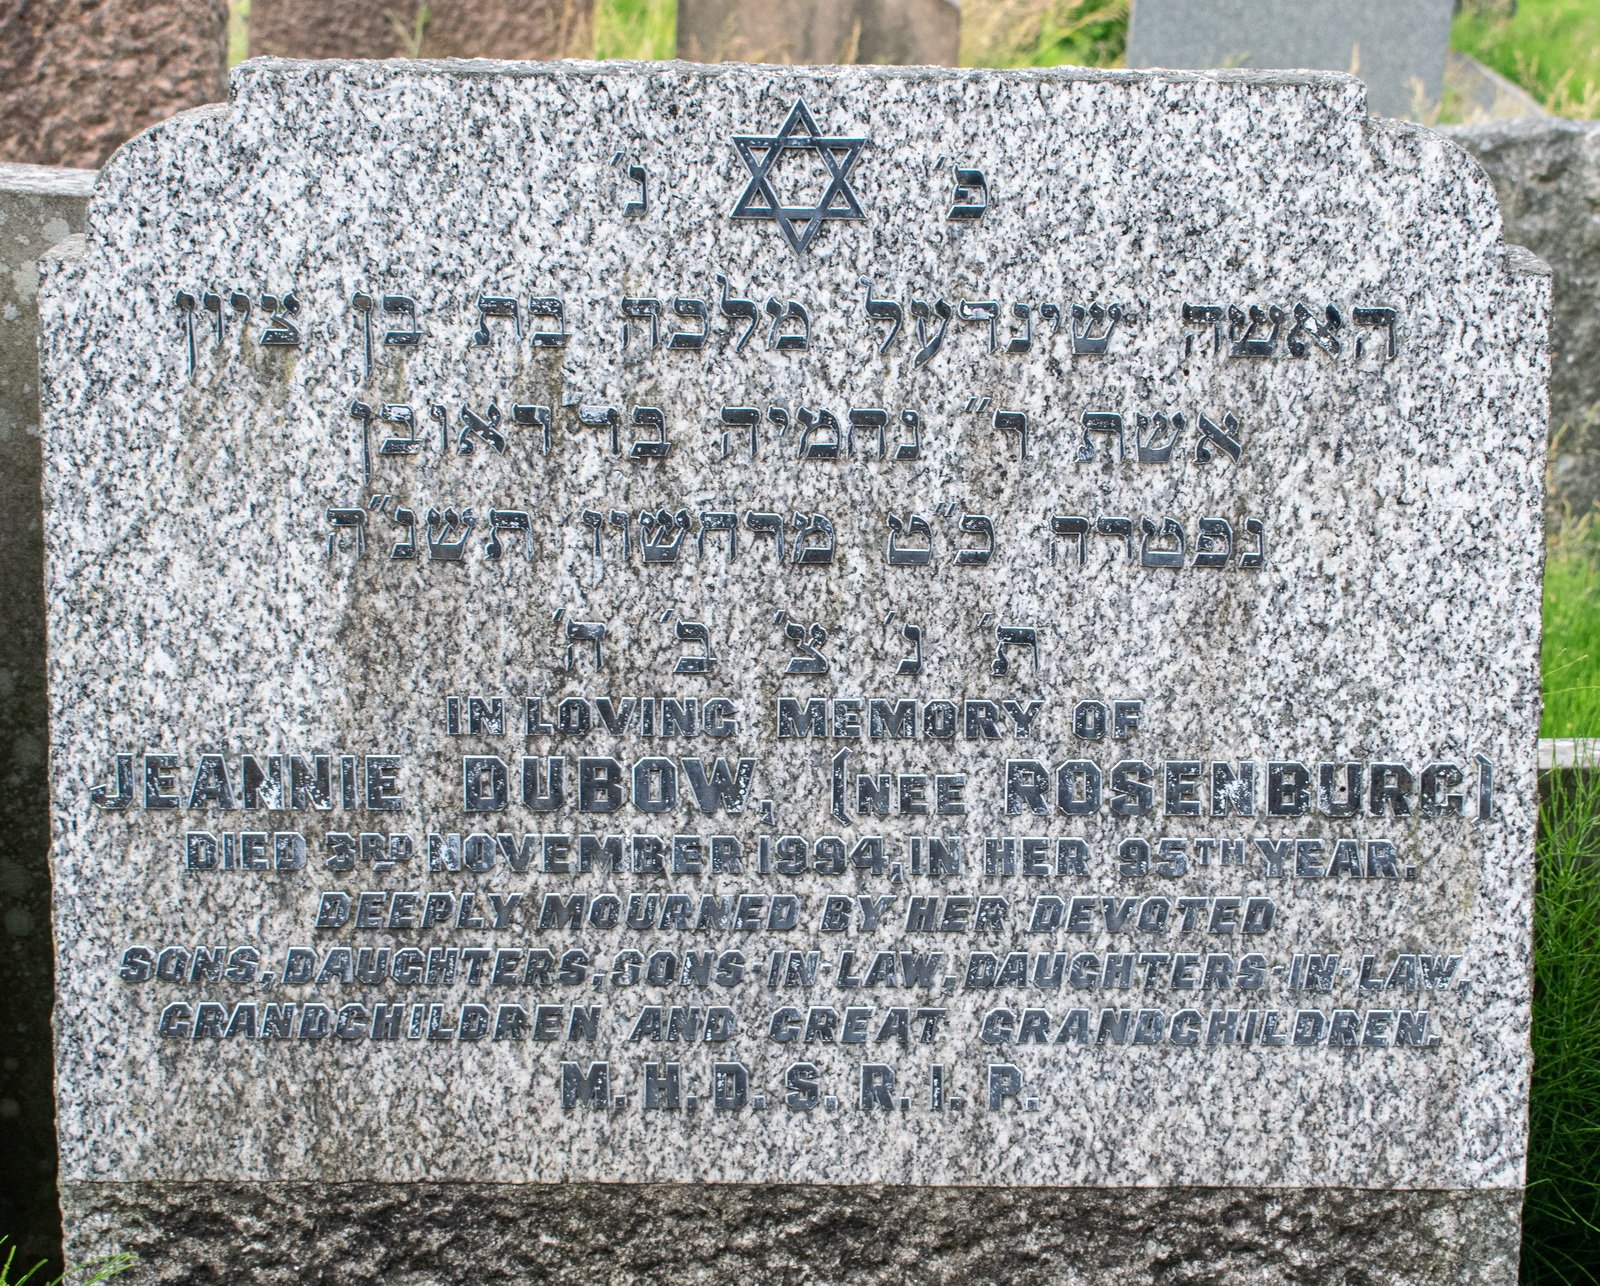 פ' נ'
האשה שינדעל מלכה בת בן ציון
אשת ר" נחמיה בר ראובן
נפטרה כ"ט מרחשון תשנ"ה
ת' נ' צ' ב' ה'
IN LOVING MEMORY OF
JEANNIE DUBOW, (NEE ROSENBURG)
DIED 3RD NOVEMBER 1994, IN HER 95TH YEAR.
DEEPLY MOURNED BY HER DEVOTED
SONS, DAUGHTERS, SONS-IN-LAW, DAUGHTERS-IN-LAW,
GRANDCHILDREN AND GREAT GRANDCHILDREN.
M. H. D. S. R. I. P.